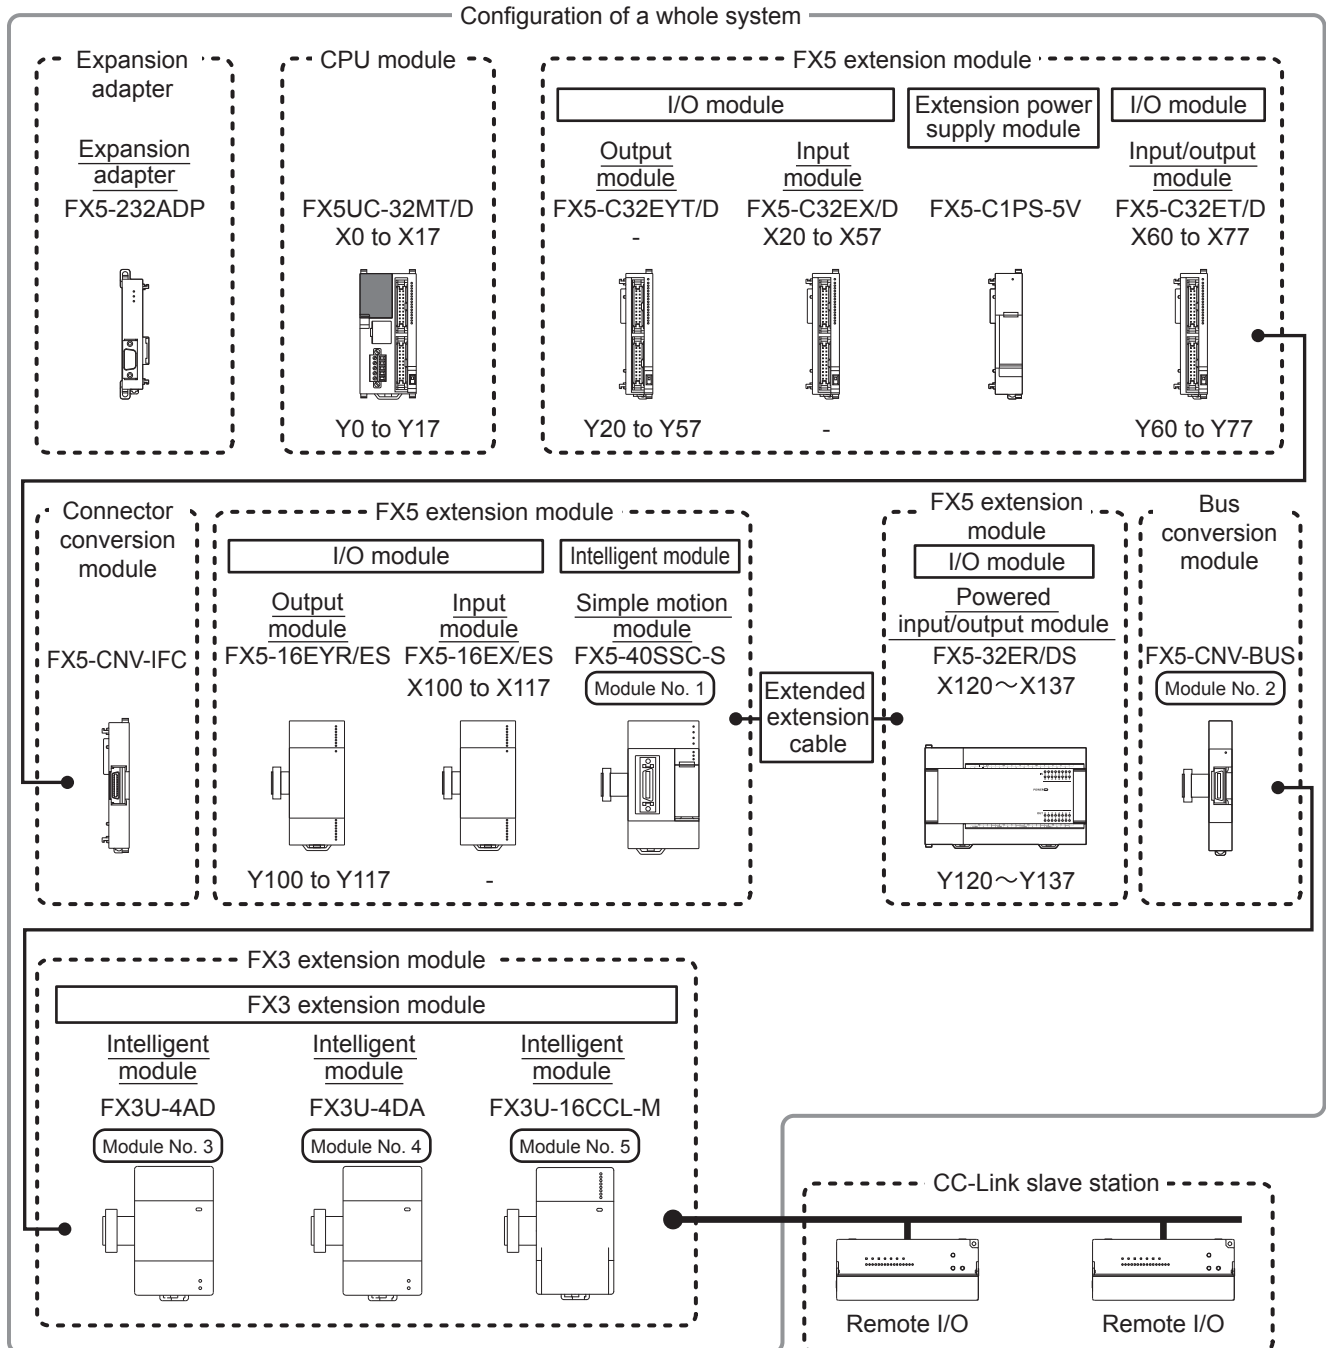 Configuration of a whole system
Expansion
adapter
Expansion
adapter
FX5-232ADP
CPU module
FX5UC-32MT/D
X0 to X17
Y0 to Y17
FX5 extension module
I/O module
Extension power
supply module
I/O module
Output
module
FX5-C32EYT/D
-
Y20 to Y57
Input
module
FX5-C32EX/D
X20 to X57
-
FX5-C1PS-5V
Input/output
module
FX5-C32ET/D
X60 to X77
Y60 to Y77
Connector
conversion
module
FX5-CNV-IFC
FX5 extension module
I/O module
Intelligent module
Output
module
FX5-16EYR/ES
Y100 to Y117
Input
module
FX5-16EX/ES
X100 to X117
-
Simple motion
module
FX5-40SSC-S
Module No. 1
Extended
extension
cable
FX5 extension
module
I/O module
Powered
input/output module
FX5-32ER/DS
X120～X137
Y120～Y137
Bus
conversion
module
FX5-CNV-BUS
Module No. 2
FX3 extension module
FX3 extension module
Intelligent
module
FX3U-4AD
Module No. 3
Intelligent
module
FX3U-4DA
Module No. 4
Intelligent
module
FX3U-16CCL-M
Module No. 5
CC-Link slave station
Remote I/O
Remote I/O